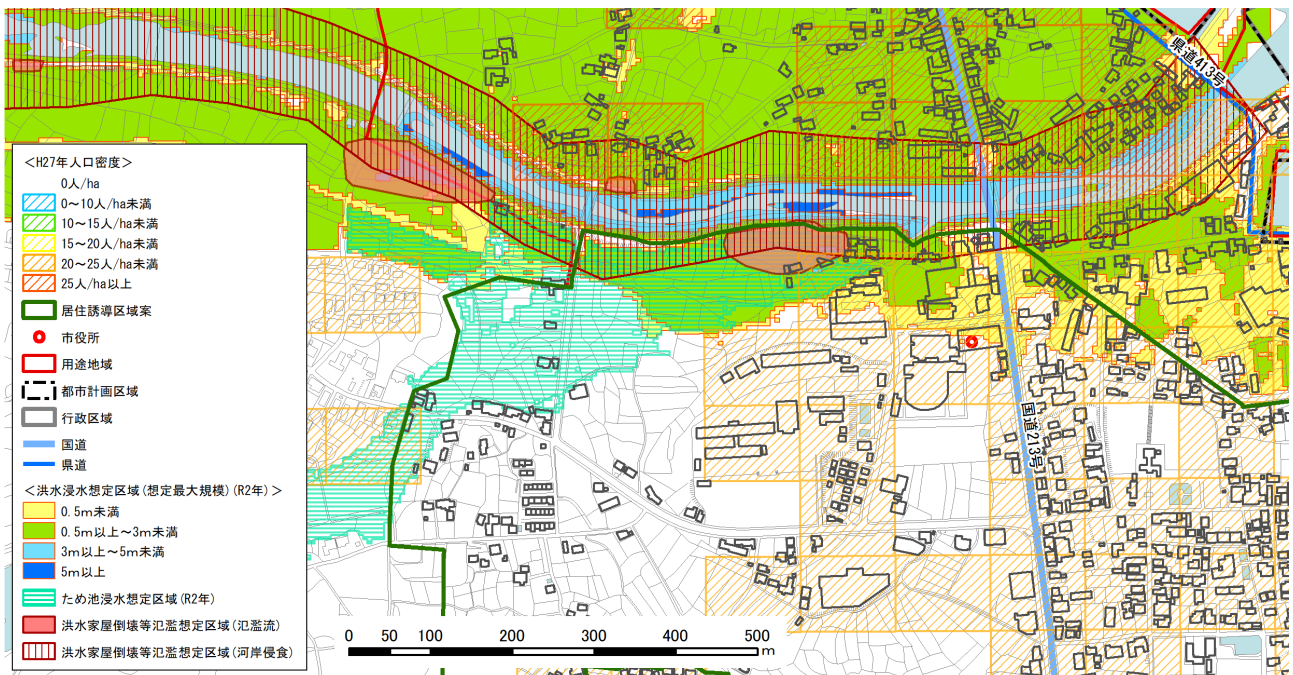 県道413号
<H27年人口密度>
0人/ha
0~10人/ha未満
10~15人/ha未満
15~20人/ha未満
20~25人/ha未満
25人/ha以上
居住誘導区域案
市役所
用途地域
都市計画区域
行政区域
国道
県道
<洪水浸水想定区域(想定最大規模)(R2年)>
0.5m未満
0.5m以上~3m未満
3m以上~5m未満
5m以上
ため池浸水想定区域(R2年)
洪水家屋倒壊等氾濫想定区域(氾濫流)
洪水家屋倒壊等氾濫想定区域(河岸侵食)
国道213号
0 50 100 200 300 400 500
m